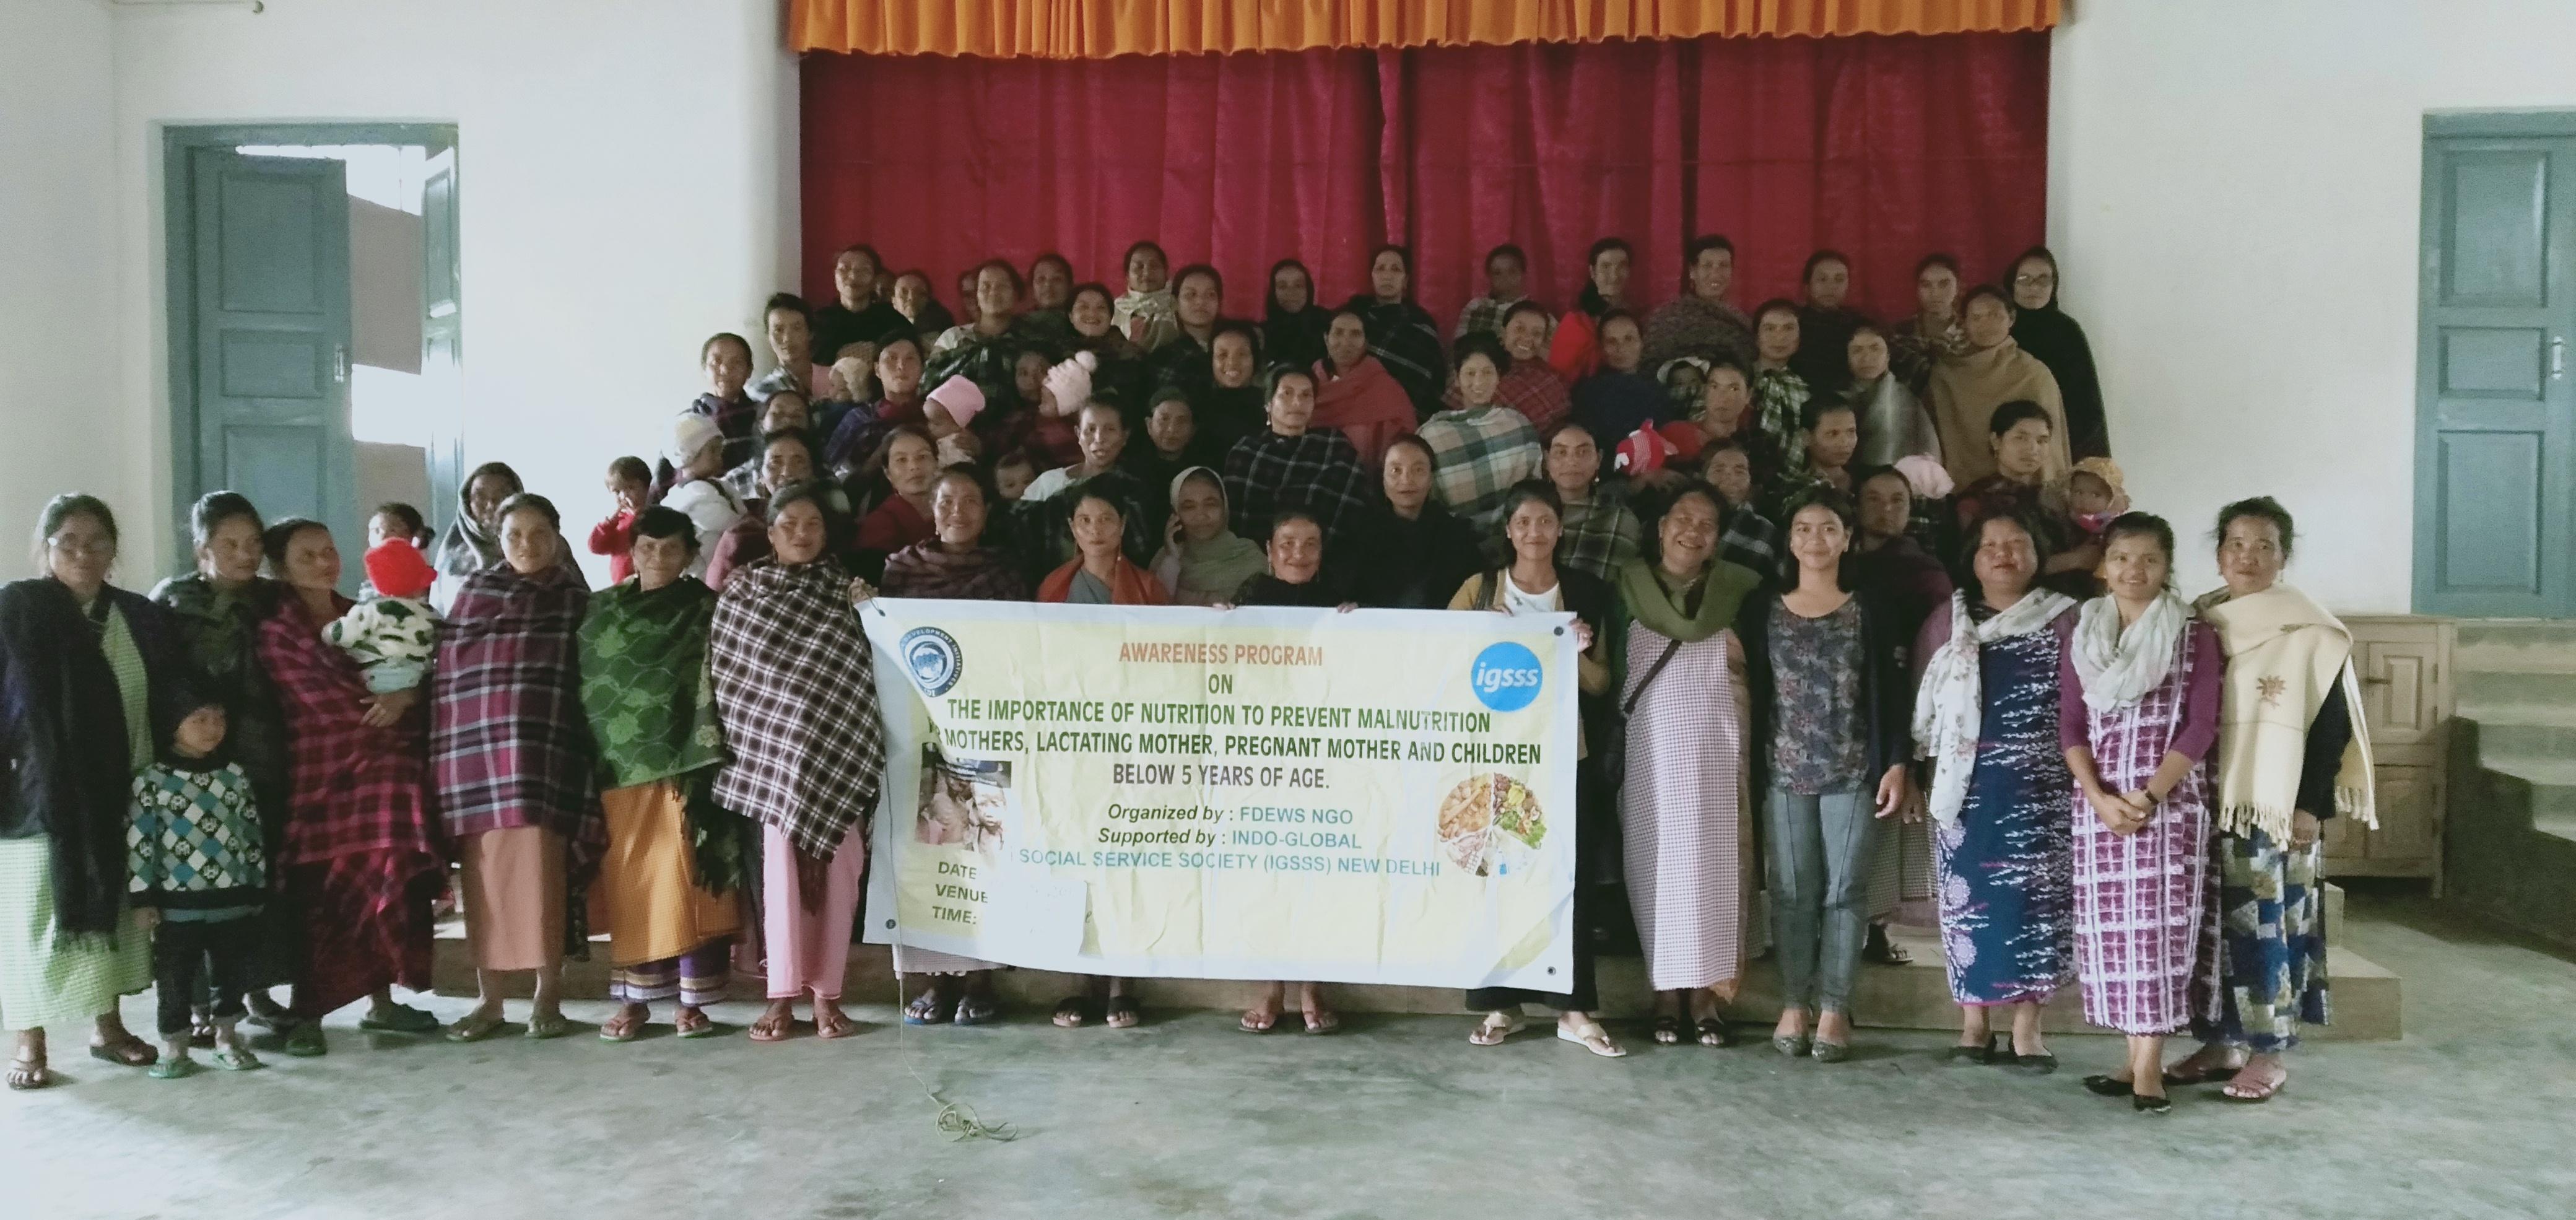 AWARENESS PROGRAM
ON
THE IMPORTANCE OF NUTRITION TO PREVENT MALNUTRITION
MOTHERS, LACTATING MOTHER, PREGNANT MOTHER AND CHILDREN
BELOW 5 YEARS OF AGE.
Organized by : FDEWS NGO
Supported by : INDO-GLOBAL
SOCIAL SERVICE SOCIETY (IGSSS) NEW DELHI
DATE
VENUE
TIME:
igsss